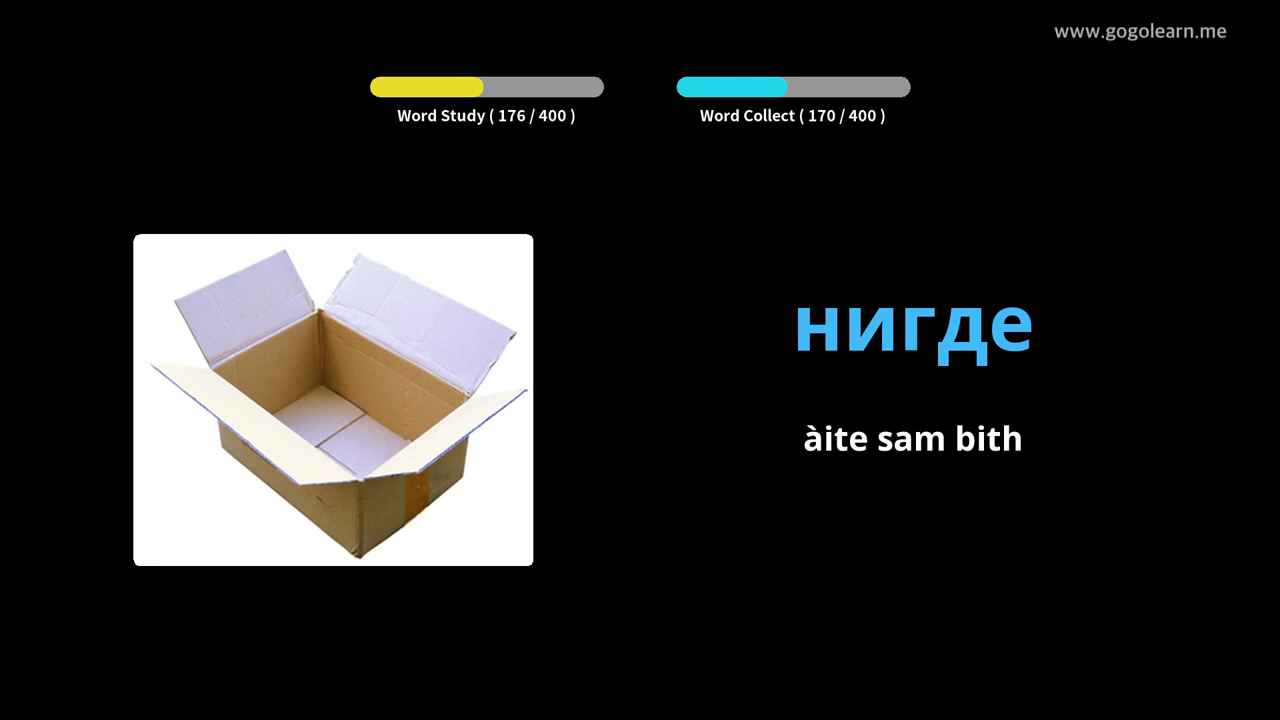 www.gogolearn.me
Word Study ( 176 / 400 )
Word Collect ( 170 / 400 )
нигде
àite sam bith